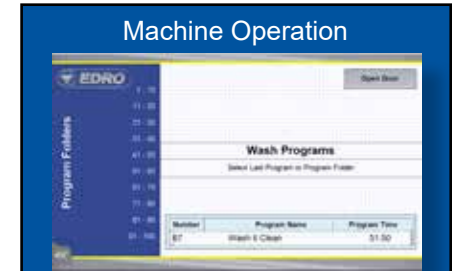 Machine Operation
EDRO
Open Door
1 - 10
11 - 20
21 - 30
31 - 40
41 - 50
51 - 60
61 - 70
71 - 80
81 - 90
91 - 100
Program Folders
Wash Programs
Select Last Program or Program Folder
Number Program Name Program Time
67 Wash & Clean 51:50